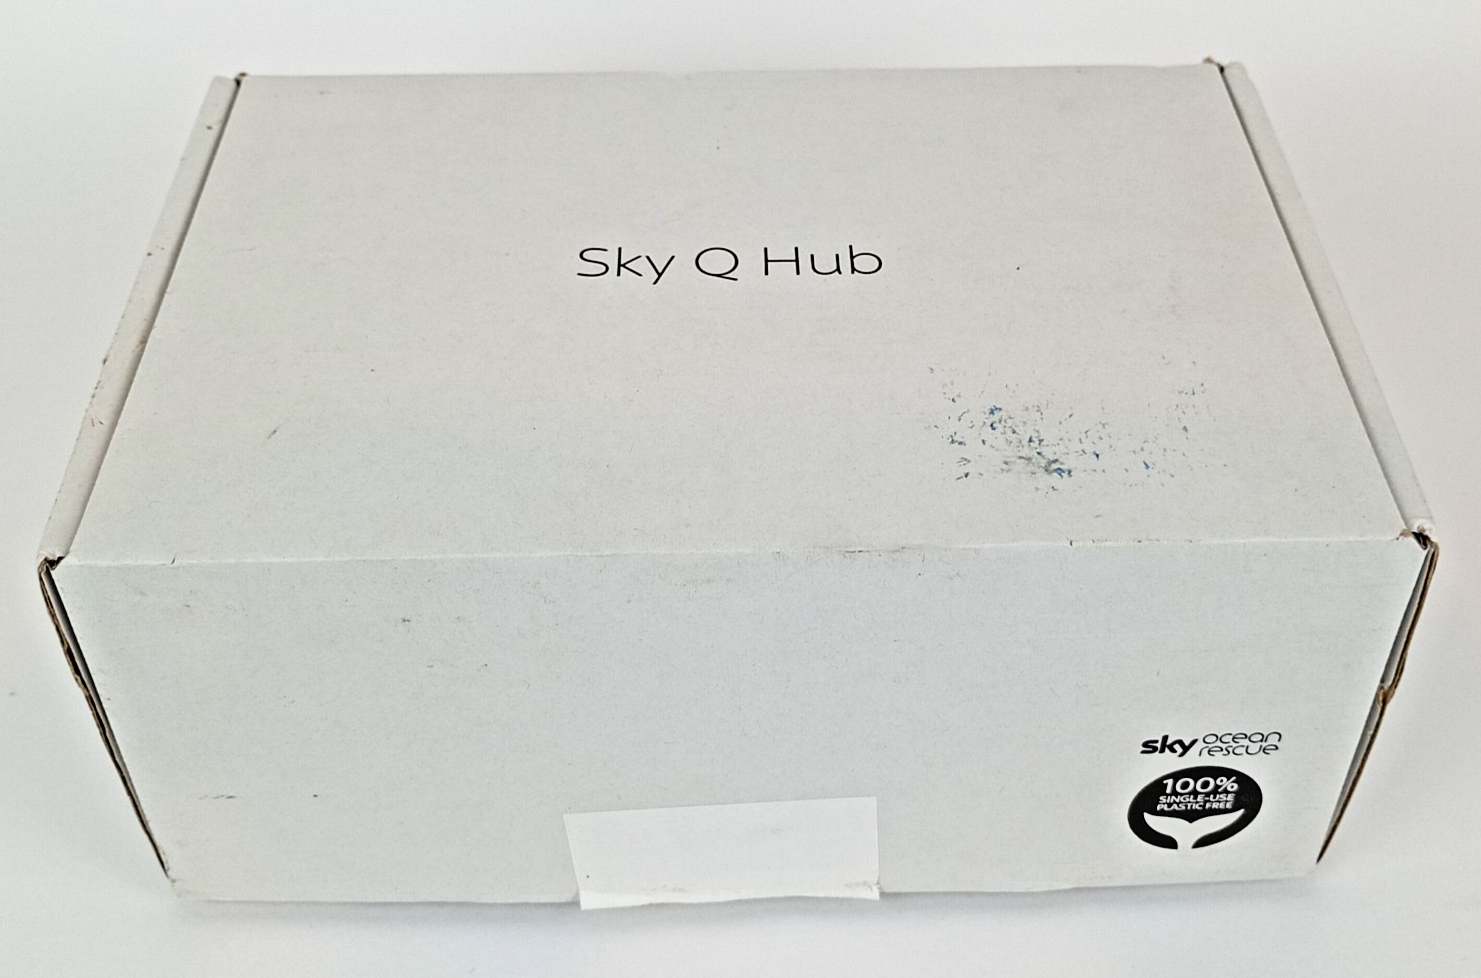 Sky Q Hub
sky ocean
rescue
100%
SINGLE-USE
PLASTIC FREE